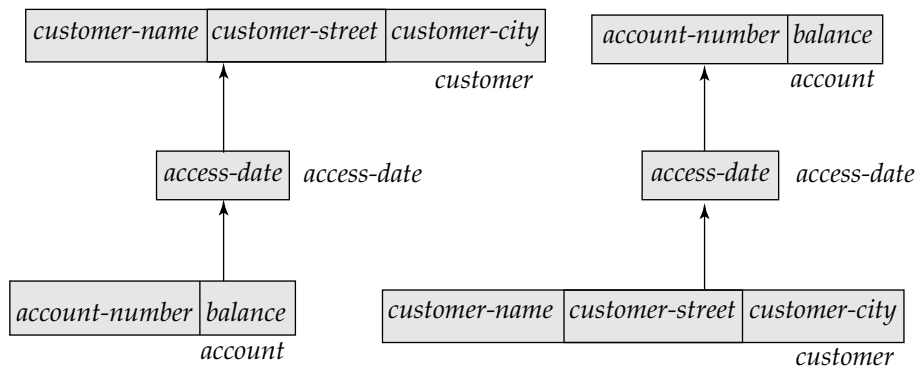 customer-name customer-street customer-city
customer
access-date access-date
account-number balance
account
account-number balance
account
access-date access-date
customer-name customer-street customer-city
customer